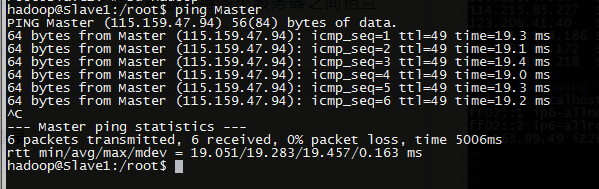 hadoop@Slave1:/root$ ping Master
PING Master (115.159.47.94) 56(84) bytes of data.
64 bytes from Master (115.159.47.94): icmp_seq=1 ttl=49 time=19.3 ms
64 bytes from Master (115.159.47.94): icmp_seq=2 ttl=49 time=19.1 ms
64 bytes from Master (115.159.47.94): icmp_seq=3 ttl=49 time=19.4 ms
64 bytes from Master (115.159.47.94): icmp_seq=4 ttl=49 time=19.0 ms
64 bytes from Master (115.159.47.94): icmp_seq=5 ttl=49 time=19.3 ms
64 bytes from Master (115.159.47.94): icmp_seq=6 ttl=49 time=19.2 ms
^C
--- Master ping statistics ---
6 packets transmitted, 6 received, 0% packet loss, time 5006ms
rtt min/avg/max/mdev = 19.051/19.283/19.457/0.163 ms
hadoop@Slave1:/root$